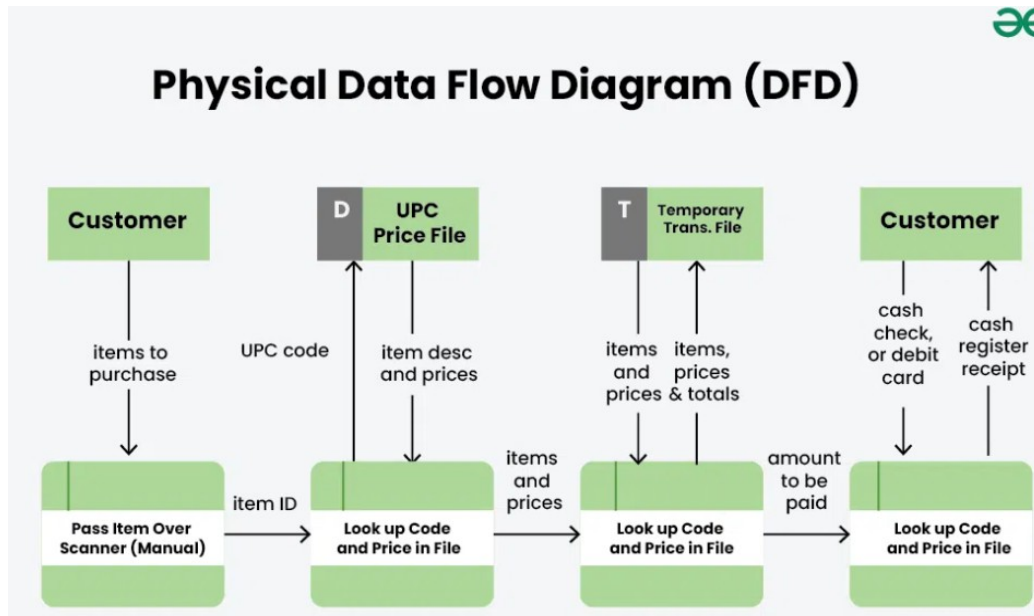 Physical Data Flow Diagram (DFD)
Customer
D
UPC
Price File
T
Temporary
Trans. File
Customer
items to
purchase
UPC code
item desc
and prices
items
and
prices
items,
prices
& totals
cash
check,
or debit
card
cash
register
receipt
Pass Item Over
Scanner (Manual)
item ID
Look up Code
and Price in File
items
and
prices
Look up Code
and Price in File
amount
to be
paid
Look up Code
and Price in File